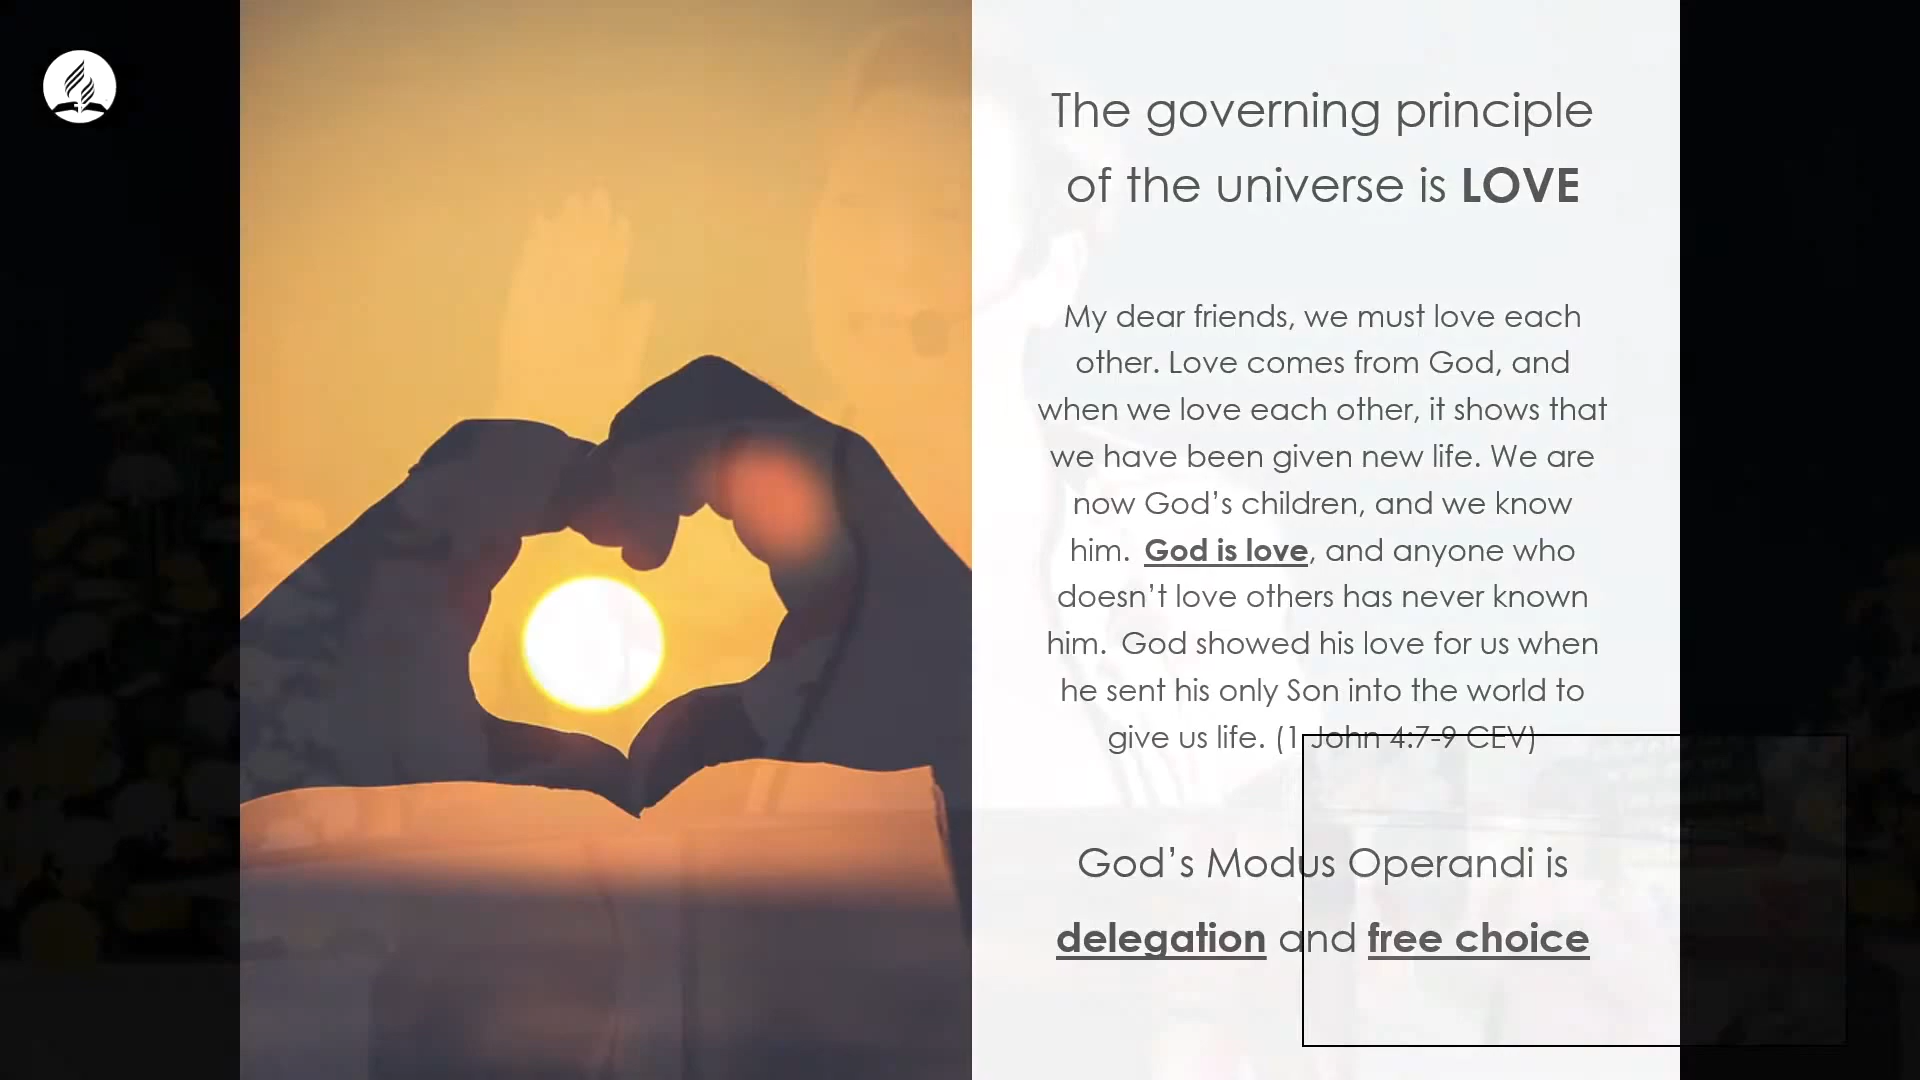 The governing principle
of the universe is LOVE
My dear friends, we must love each
other. Love comes from God, and
when we love each other, it shows that
we have been given new life. We are
now God’s children, and we know
him.  God is love, and anyone who
doesn’t love others has never known
him.  God showed his love for us when
he sent his only Son into the world to
give us life. (1 John 4:7-9 CEV)
God’s Modus Operandi is
delegation and free choice